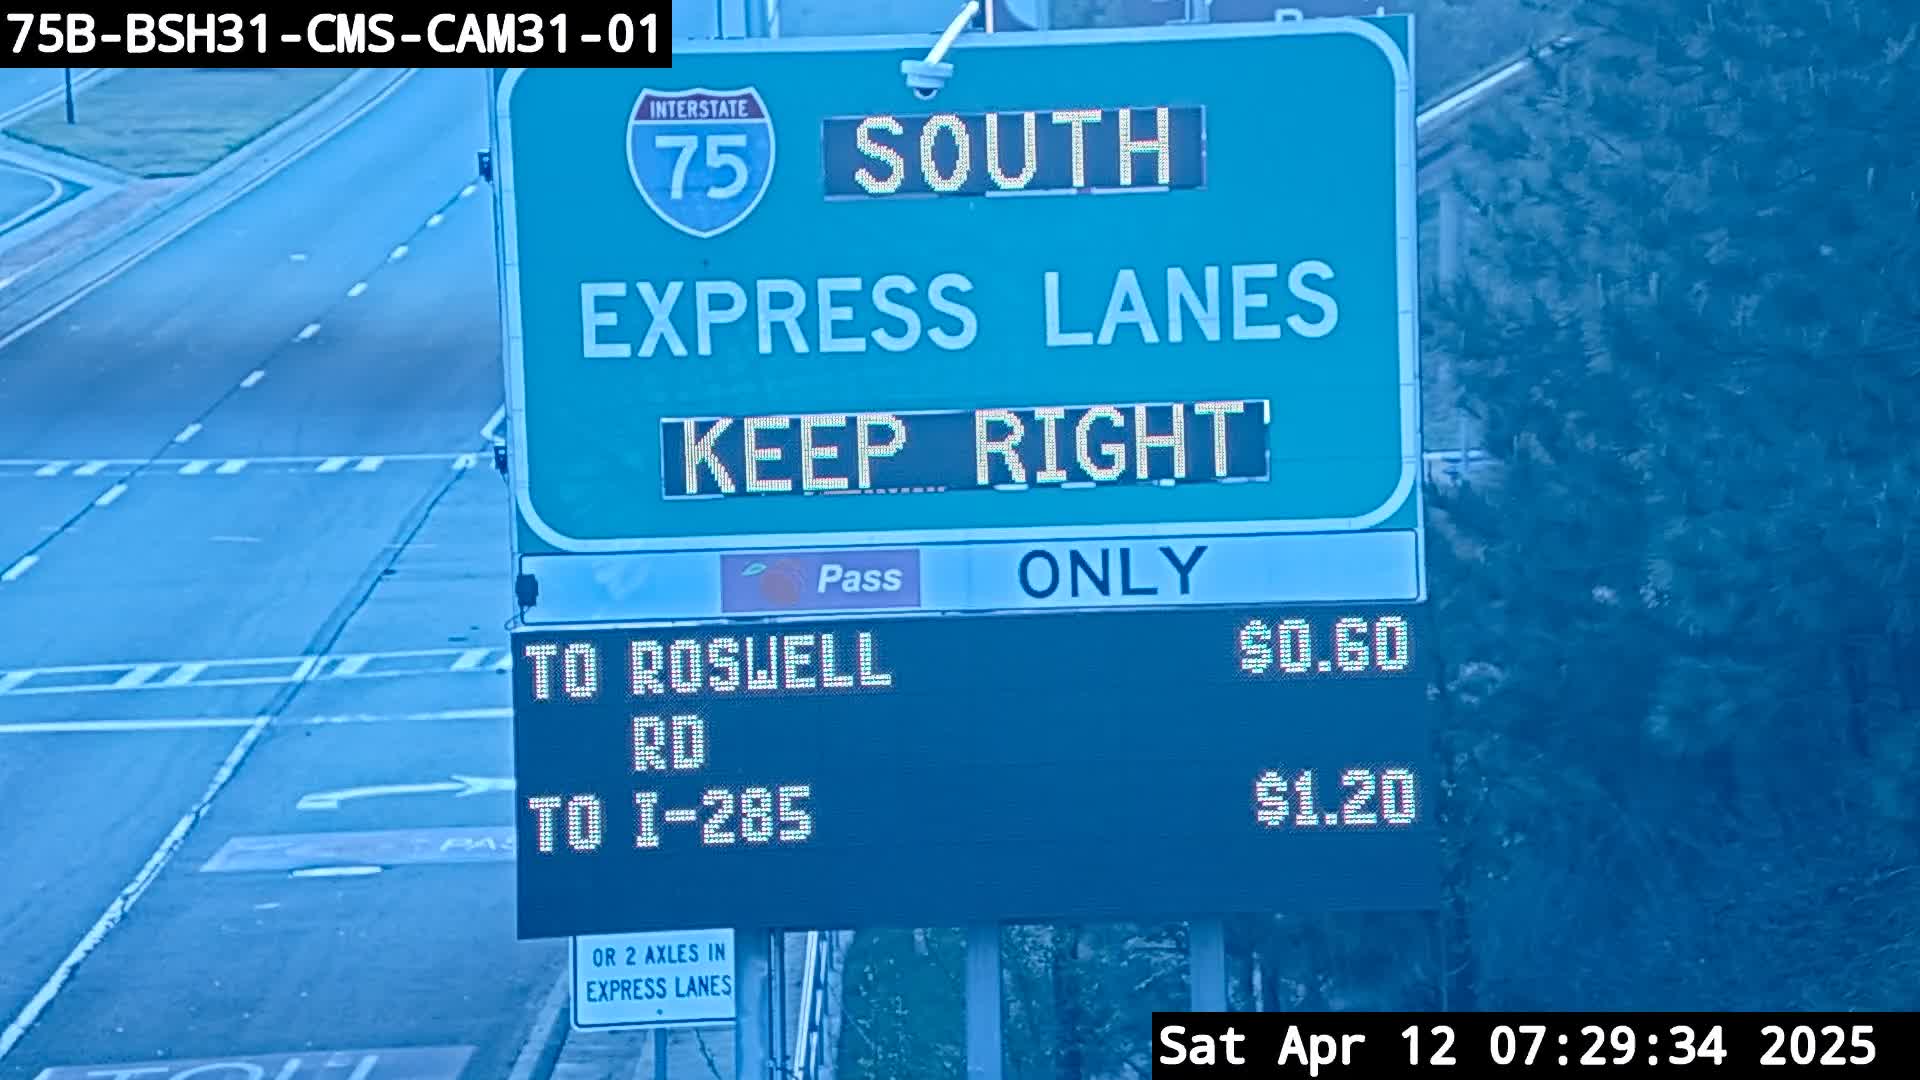 75B-BSH31-CMS-CAM31-01
INTERSTATE
75
SOUTH
EXPRESS LANES
KEEP RIGHT
Pass ONLY
TO ROSWELL $0.60
RD
TO I-285 $1.20
OR 2 AXLES IN
EXPRESS LANES
Sat Apr 12 07:29:34 2025